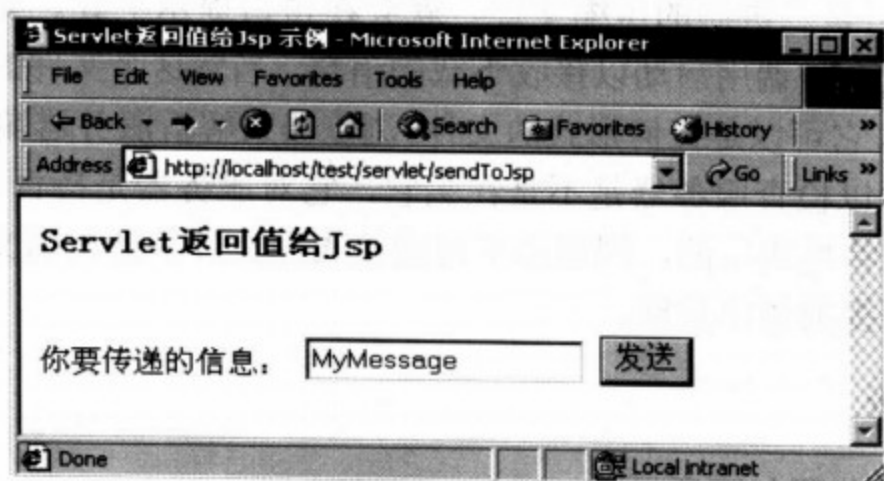 Servlet返回值给Jsp 示例 - Microsoft Internet Explorer
File Edit View Favorites Tools Help
Back Search Favorites History »
Address http://localhost/test/servlet/sendToJsp Go Links »
Servlet返回值给Jsp
你要传递的信息： MyMessage 发送
Done Local intranet